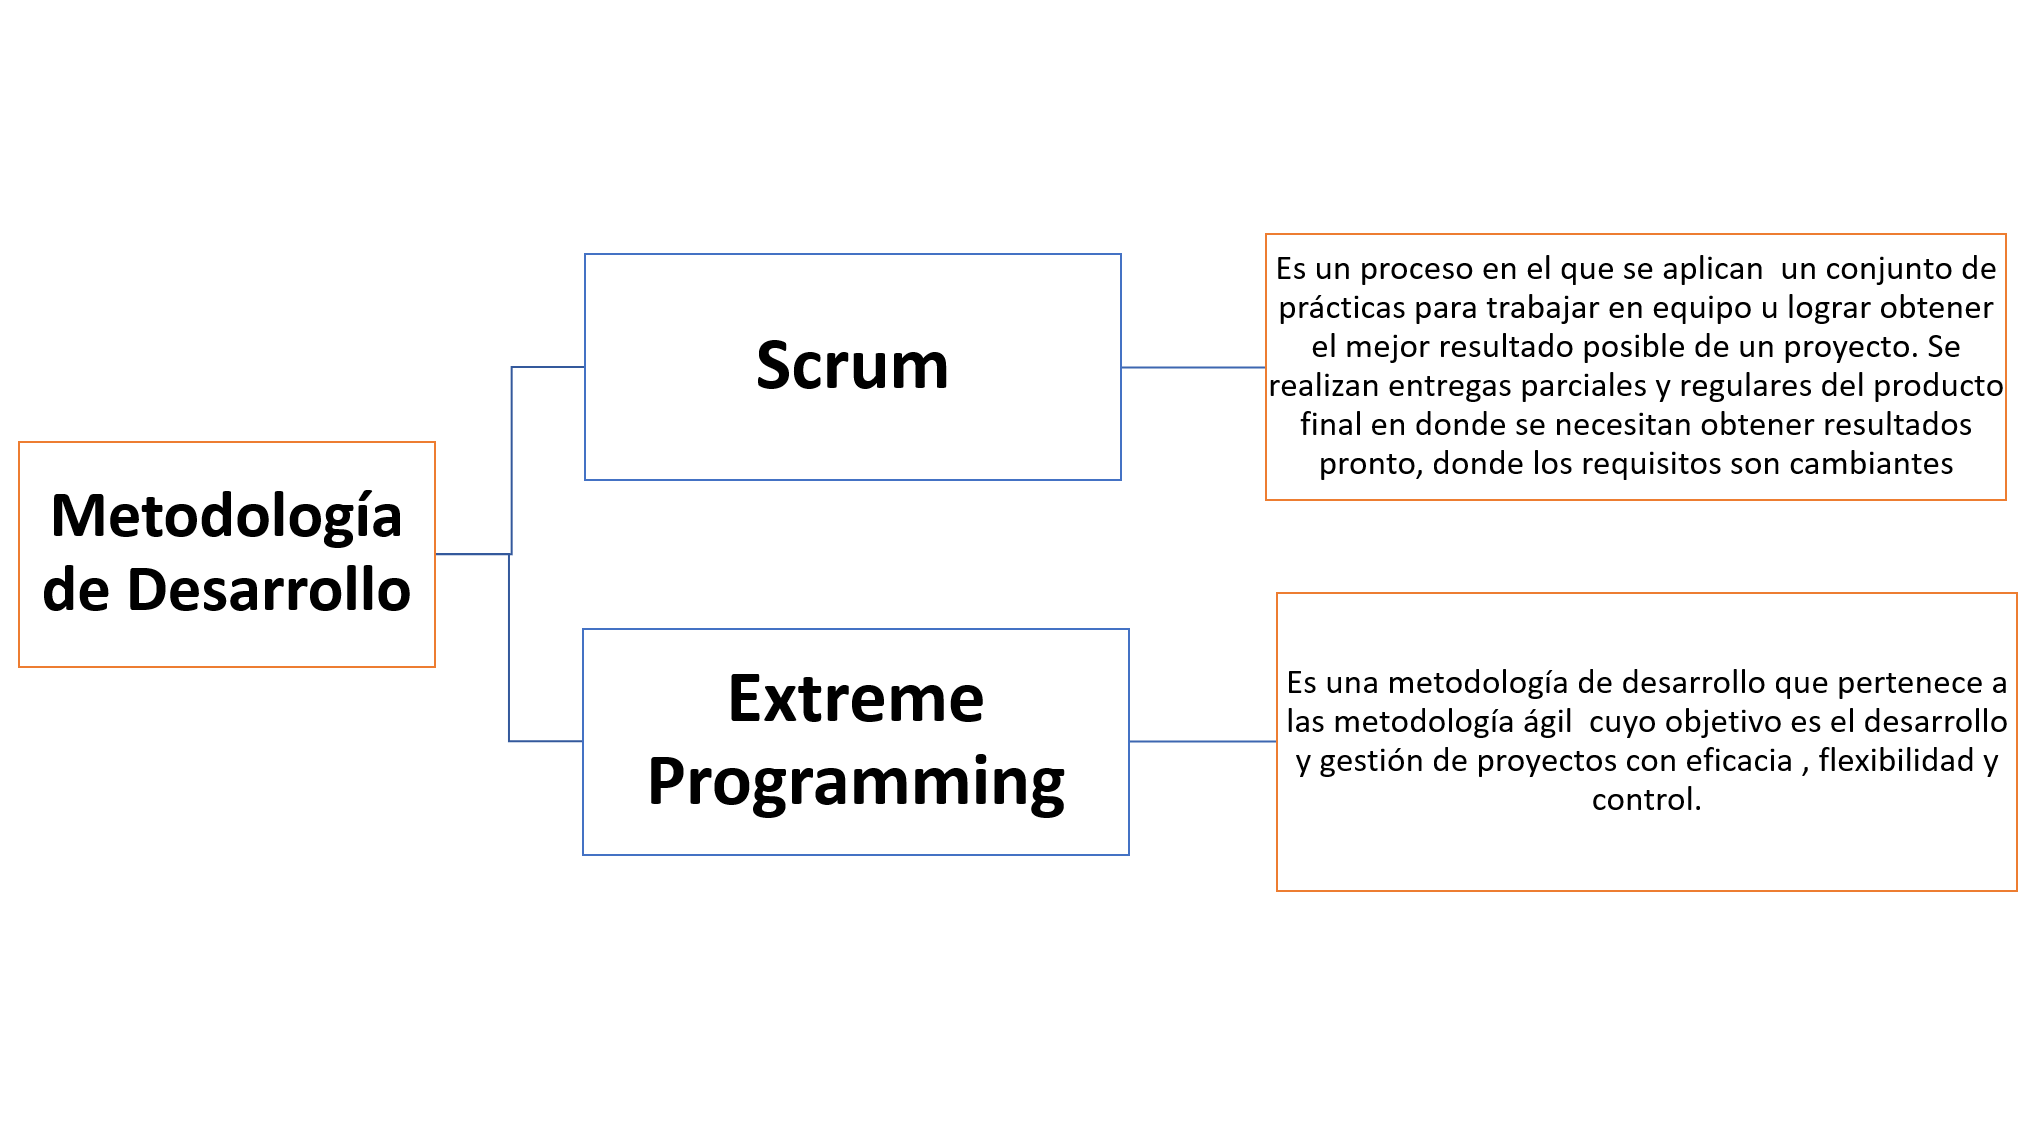 Metodología
de Desarrollo
Scrum
Es un proceso en el que se aplican  un conjunto de
prácticas para trabajar en equipo u lograr obtener
el mejor resultado posible de un proyecto. Se
realizan entregas parciales y regulares del producto
final en donde se necesitan obtener resultados
pronto, donde los requisitos son cambiantes
Extreme
Programming
Es una metodología de desarrollo que pertenece a
las metodología ágil  cuyo objetivo es el desarrollo
y gestión de proyectos con eficacia , flexibilidad y
control.